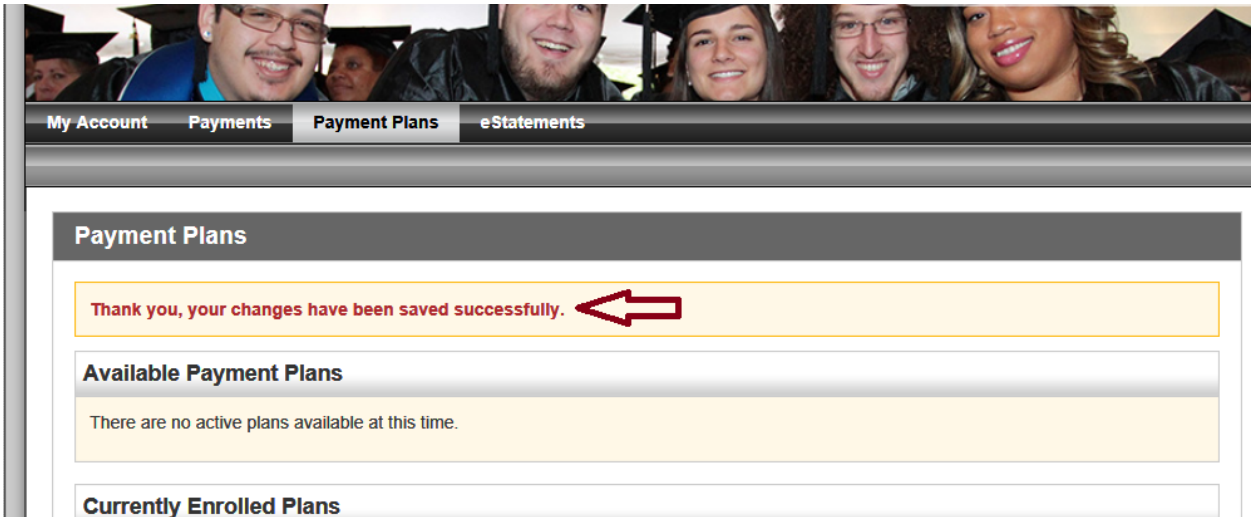 My Account Payments Payment Plans eStatements
Payment Plans
Thank you, your changes have been saved successfully.
Available Payment Plans
There are no active plans available at this time.
Currently Enrolled Plans